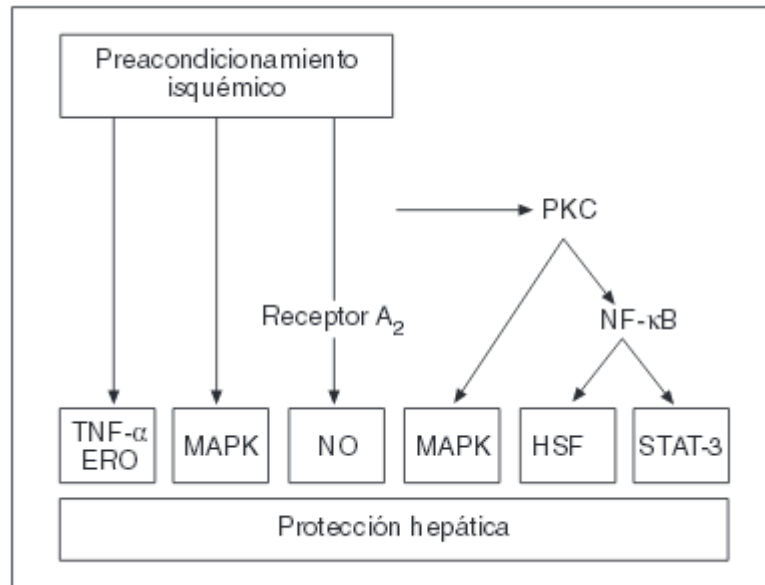 Preacondicionamiento
isquémico
PKC
Receptor A₂
NF-κB
TNF-α
ERO
MAPK
NO
MAPK
HSF
STAT-3
Protección hepática